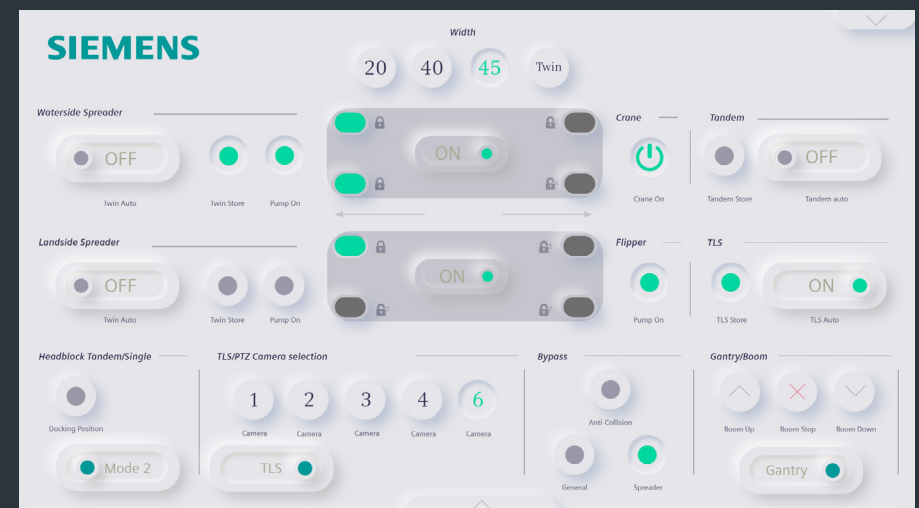 SIEMENS
Width
20 40 45 Twin
Waterside Spreader
OFF
Twin Auto
Twin Store
Pump On
ON
Crane
Crane On
Tandem
Tandem Store
OFF
Tandem auto
Landside Spreader
OFF
Twin Auto
Twin Store
Pump On
ON
Flipper
Pump On
TLS
TLS Store
ON
TLS Auto
Headblock Tandem/Single
Docking Position
Mode 2
TLS/PTZ Camera selection
1 2 3 4 6
Camera Camera Camera Camera Camera
TLS
Bypass
Anti-Collision
General
Spreader
Gantry/Boom
Boom Up
Boom Stop
Boom Down
Gantry